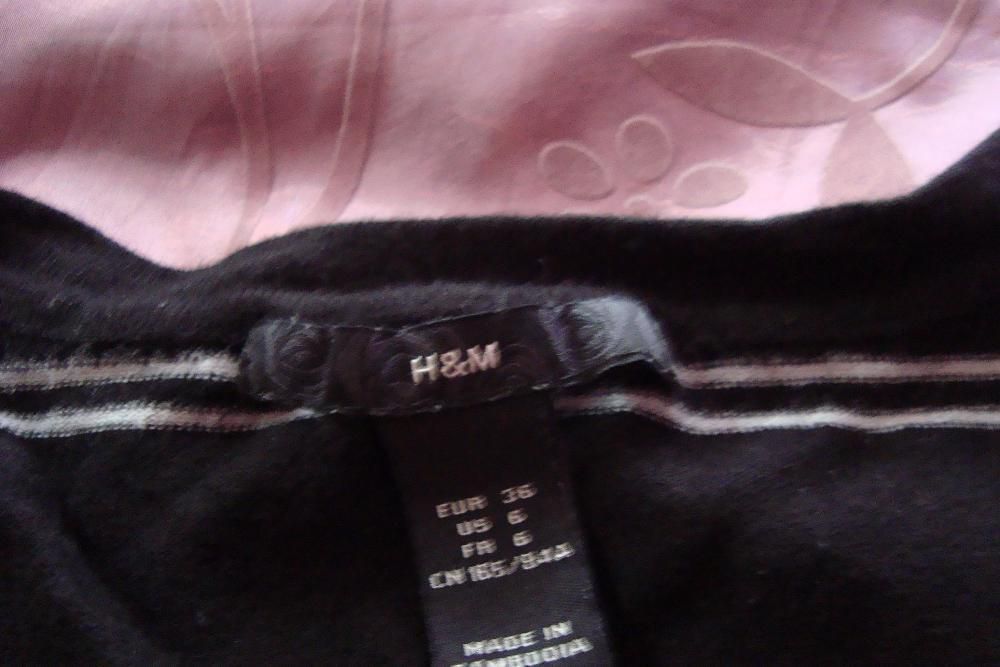 H&M
EUR 36
US 6
FR 6
CN 165/84A
MADE IN
CAMBODIA